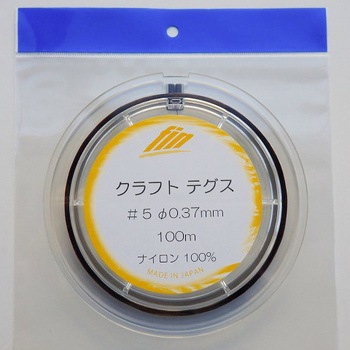 fin
クラフト テグス
#5 φ0.37mm
100m
ナイロン 100%
MADE IN JAPAN